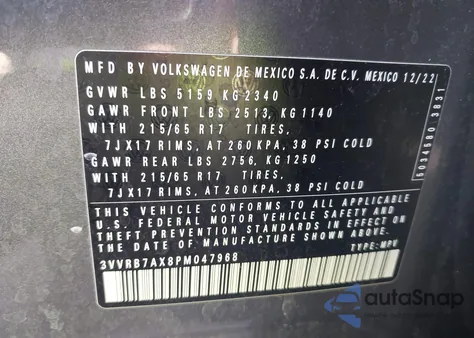 MFD BY VOLKSWAGEN DE MEXICO S.A. DE C.V. MEXICO 12/22
GVWR LBS 5159 KG 2340
GAWR FRONT LBS 2513, KG 1140
WITH 215/65 R17 TIRES,
7JX17 RIMS, AT 260 KPA, 38 PSI COLD
GAWR REAR LBS 2756, KG 1250
WITH 215/65 R17 TIRES,
7JX17 RIMS, AT 260 KPA, 38 PSI COLD
THIS VEHICLE CONFORMS TO ALL APPLICABLE
U.S. FEDERAL MOTOR VEHICLE SAFETY AND
THEFT PREVENTION STANDARDS IN EFFECT ON THE
DATE OF MANUFACTURE SHOWN ABOVE.
3VVRB7AX8PM047968 TYPE: MPV
5034580 3831
autoSnap